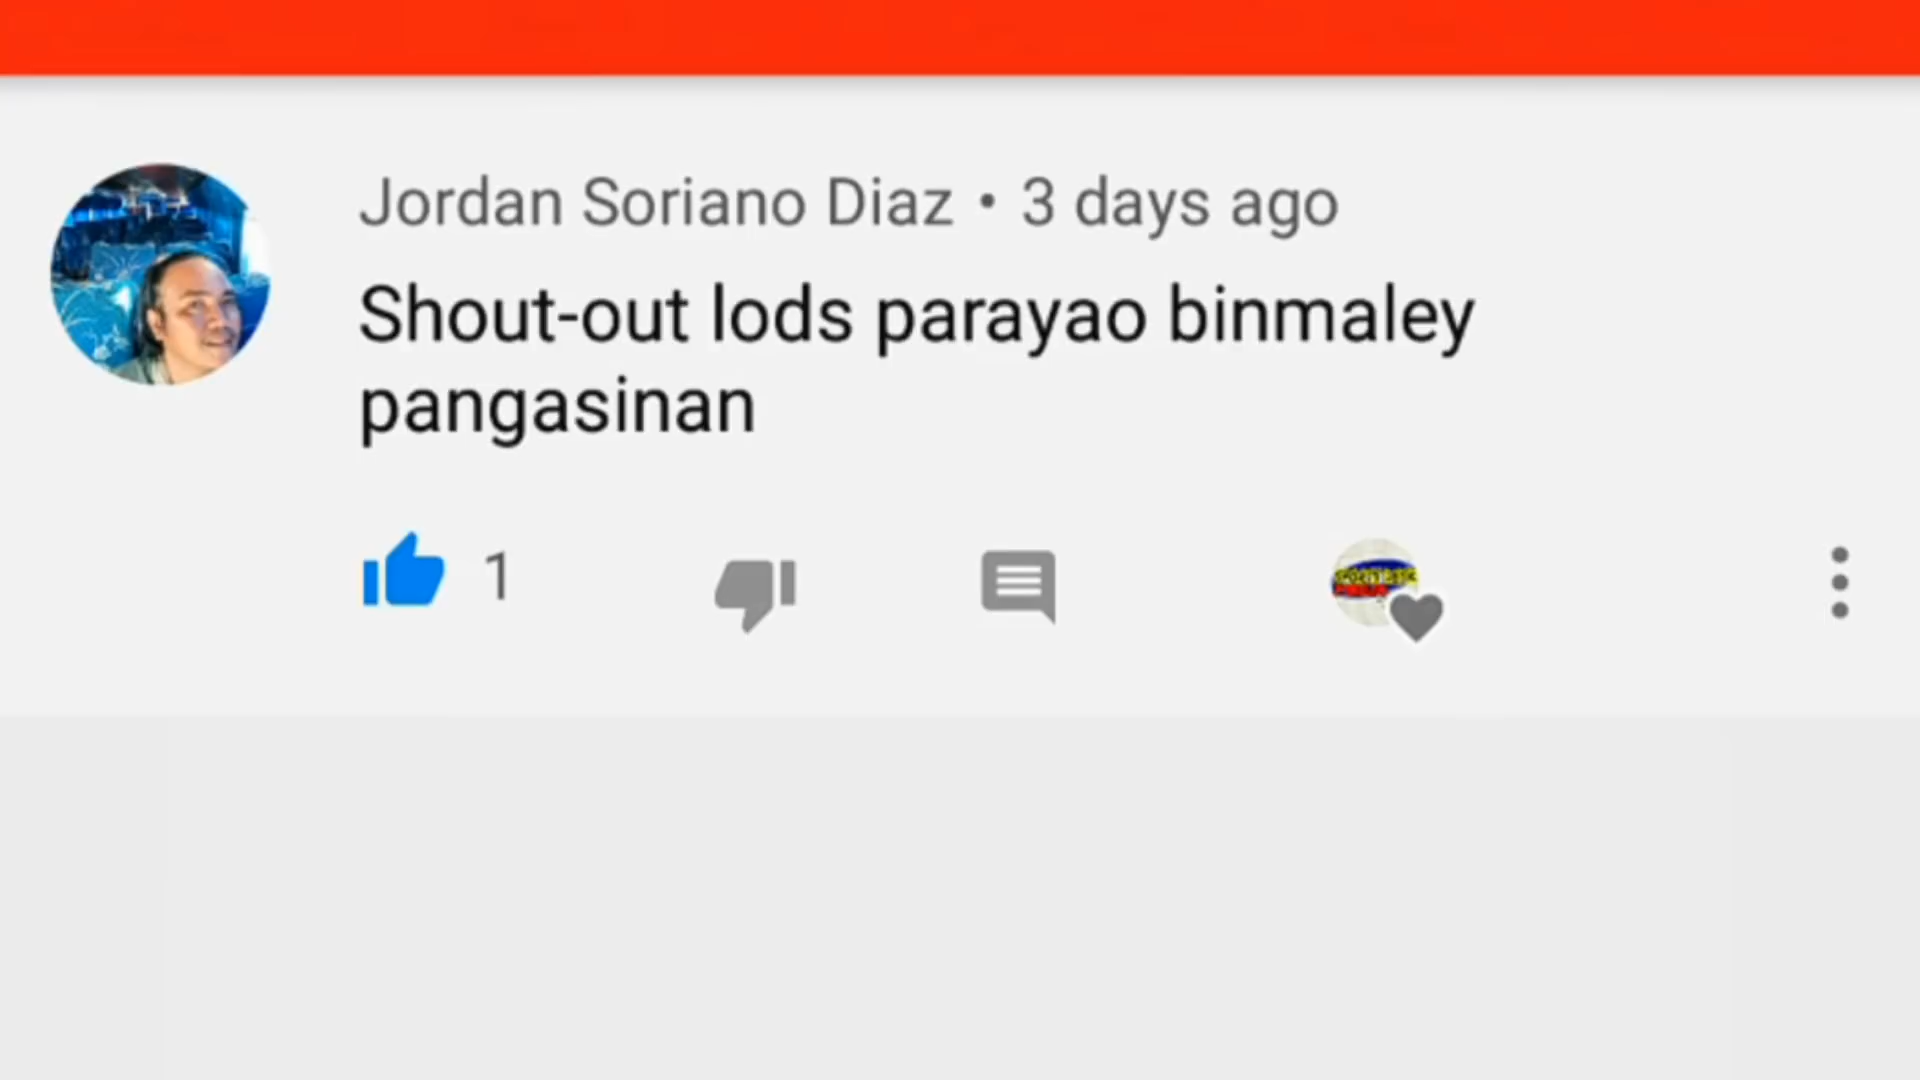 Jordan Soriano Diaz • 3 days ago
Shout-out lods parayao binmaley
pangasinan
1